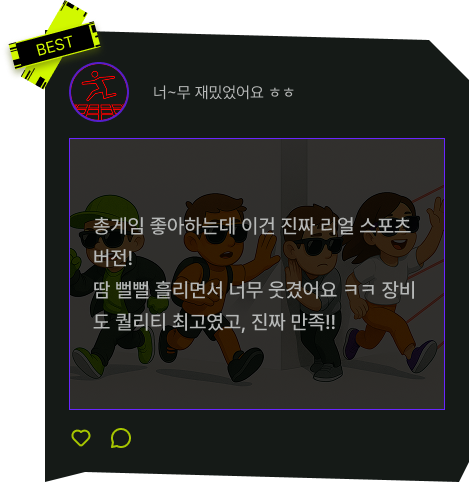 BEST
너~무 재밌었어요 ㅎㅎ
총게임 좋아하는데 이건 진짜 리얼 스포츠
버전!
땀 뻘뻘 흘리면서 너무 웃겼어요 ㅋㅋ 장비
도 퀄리티 최고였고, 진짜 만족!!